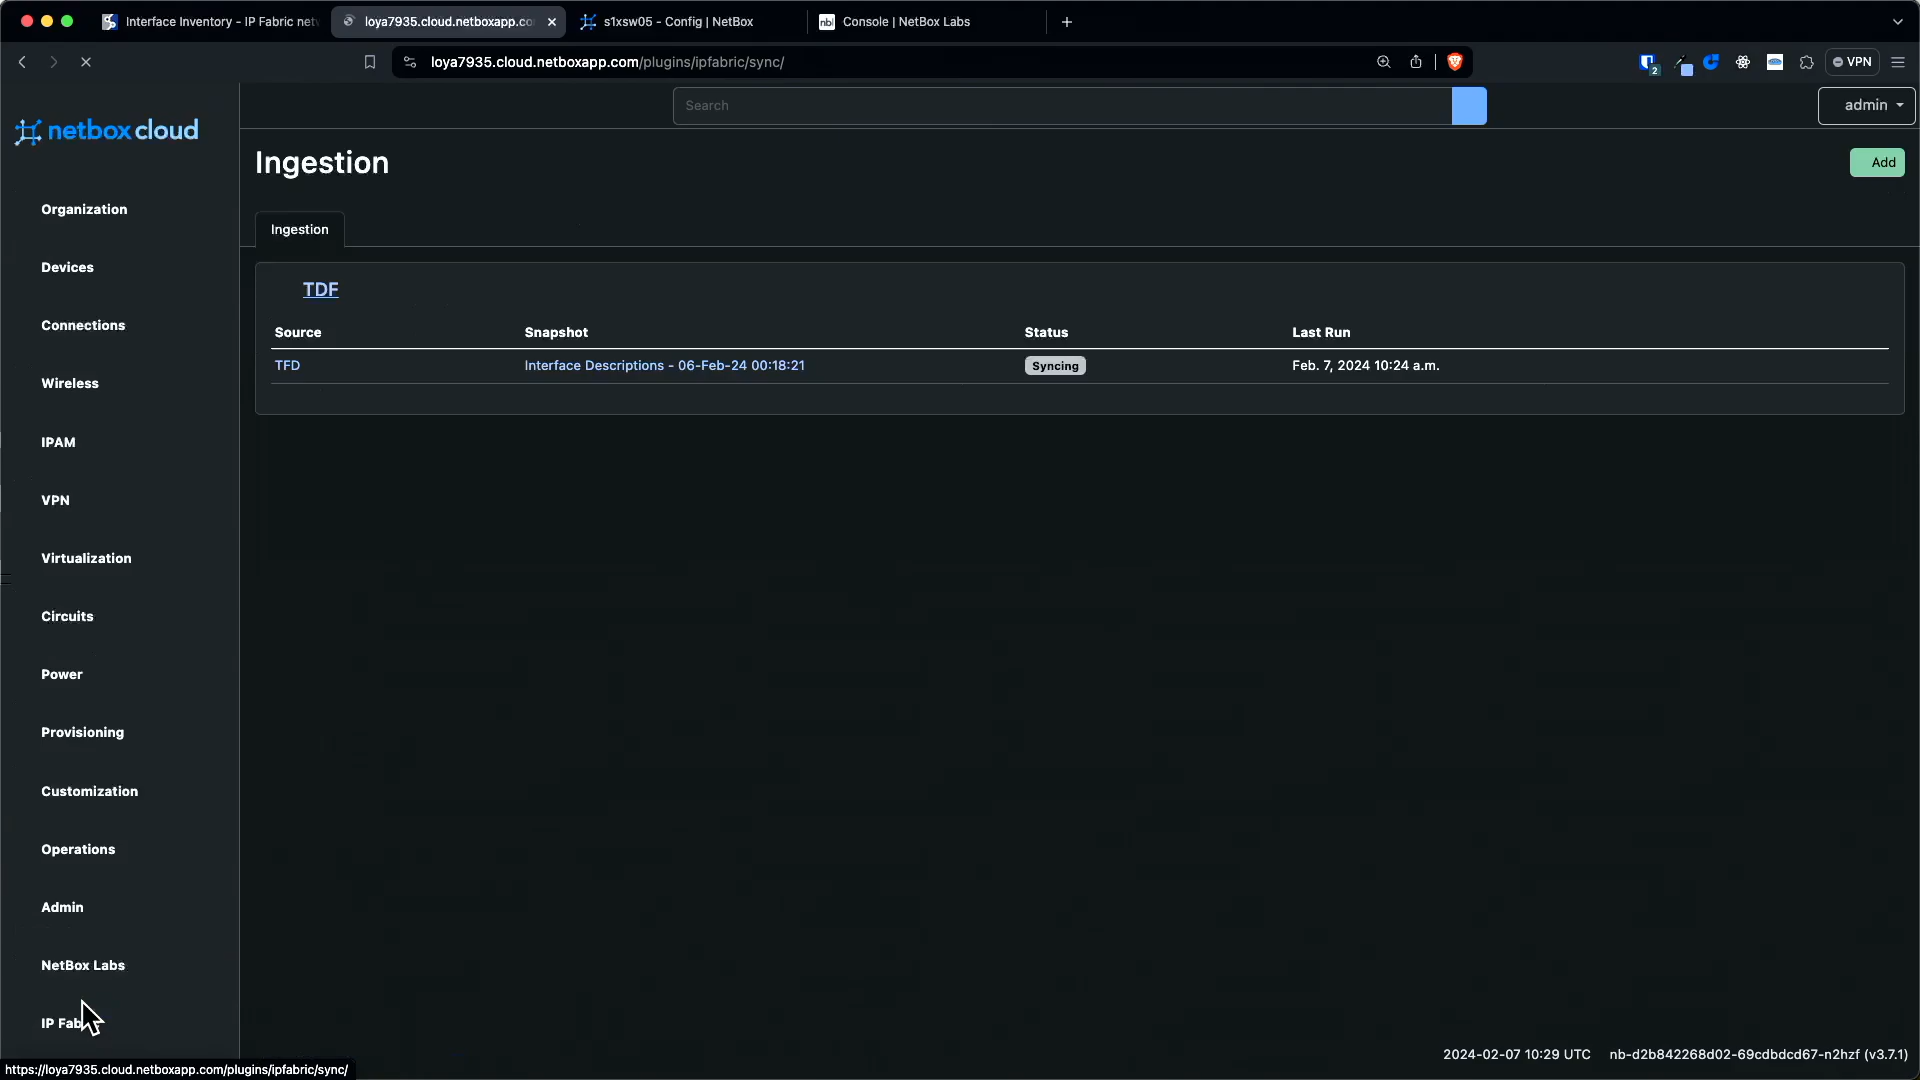 Interface Inventory - IP Fabric netv
loya7935.cloud.netboxapp.co
s1xsw05 - Config | NetBox
nb
Console | NetBox Labs
loya7935.cloud.netboxapp.com/plugins/ipfabric/sync/
2
VPN
netbox cloud
Search
admin
Ingestion
Add
Organization
Ingestion
Devices
TDF
Connections
Source
Snapshot
Status
Last Run
TFD
Interface Descriptions - 06-Feb-24 00:18:21
Syncing
Feb. 7, 2024 10:24 a.m.
Wireless
IPAM
VPN
Virtualization
Circuits
Power
Provisioning
Customization
Operations
Admin
NetBox Labs
IP Fab
2024-02-07 10:29 UTC
nb-d2b842268d02-69cdbdcd67-n2hzf (v3.7.1)
https://loya7935.cloud.netboxapp.com/plugins/ipfabric/sync/